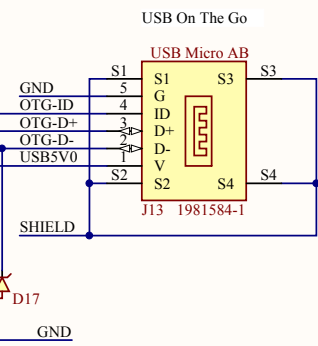 USB On The Go
USB Micro AB
S1 S1 S3 S3
GND 5 G
OTG-ID 4 ID
OTG-D+ 3 D+
OTG-D- 2 D-
USB5V0 1 V
S2 S2 S4 S4
J13 1981584-1
SHIELD
D17
GND